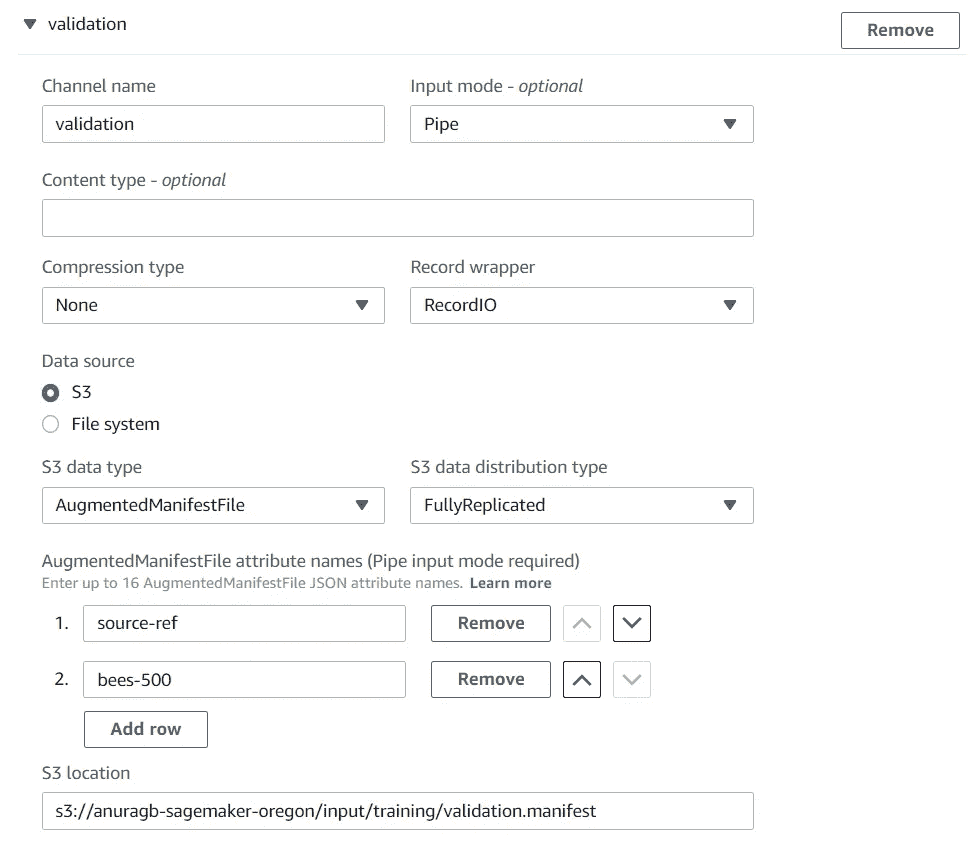 validation
Remove
Channel name
Input mode - optional
validation
Pipe
Content type - optional
Compression type
Record wrapper
None
RecordIO
Data source
S3
File system
S3 data type
S3 data distribution type
AugmentedManifestFile
FullyReplicated
AugmentedManifestFile attribute names (Pipe input mode required)
Enter up to 16 AugmentedManifestFile JSON attribute names. Learn more
1. source-ref Remove
2. bees-500 Remove
Add row
S3 location
s3://anuragb-sagemaker-oregon/input/training/validation.manifest